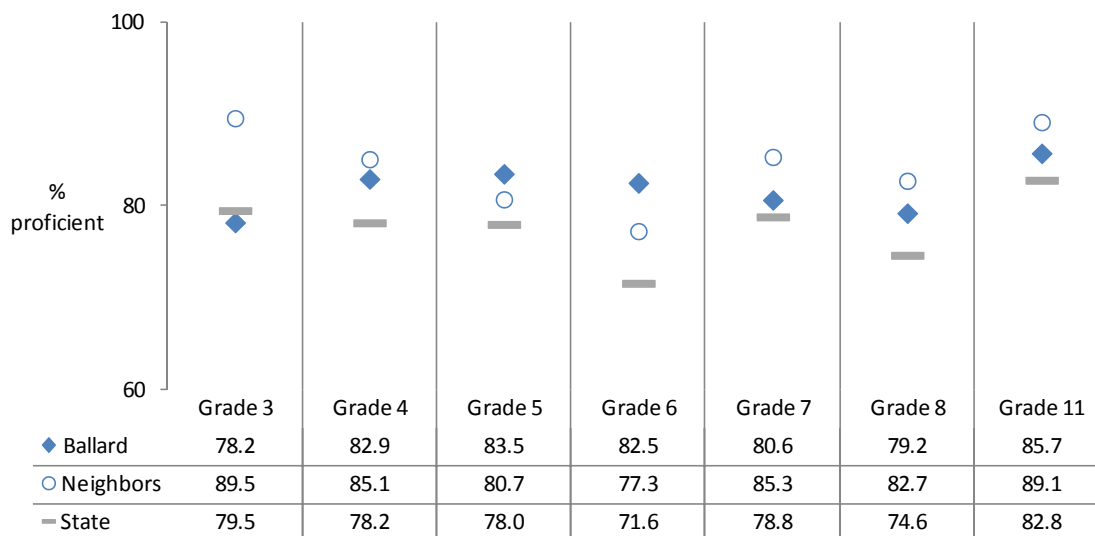 100
80
60
%
proficient
Grade 3 Grade 4 Grade 5 Grade 6 Grade 7 Grade 8 Grade 11
Ballard 78.2 82.9 83.5 82.5 80.6 79.2 85.7
Neighbors 89.5 85.1 80.7 77.3 85.3 82.7 89.1
State 79.5 78.2 78.0 71.6 78.8 74.6 82.8